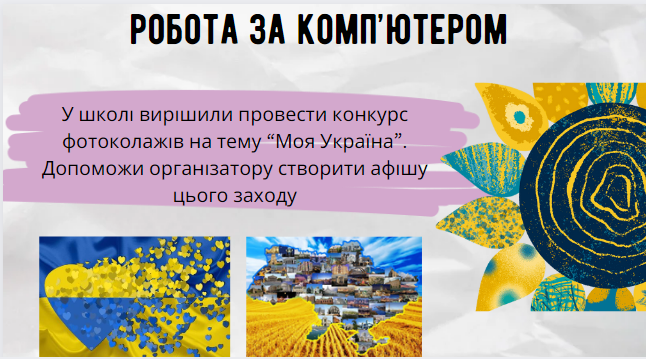 РОБОТА ЗА КОМП’ЮТЕРОМ
У школі вирішили провести конкурс
фотоколажів на тему “Моя Україна”.
Допоможи організатору створити афішу
цього заходу